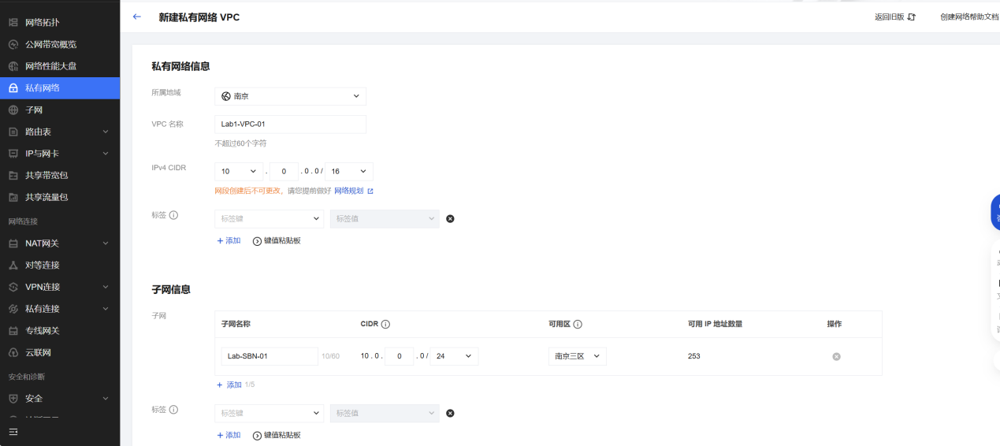 网络拓扑
公网带宽概览
网络性能大盘
私有网络
子网
路由表
IP与网卡
共享带宽包
共享流量包
网络连接
NAT网关
对等连接
VPN连接
私有连接
专线网关
云联网
安全和诊断
安全
新建私有网络 VPC
返回旧版
创建网络帮助文档
私有网络信息
所属地域 南京
VPC 名称 Lab1-VPC-01
不超过60个字符
IPv4 CIDR 10 . 0 . 0 . 0 / 16
网段创建后不可更改，请您提前做好 网络规划
标签 标签键 标签值
+ 添加 键值粘贴板
子网信息
子网
子网名称 CIDR 可用区 可用 IP 地址数量 操作
Lab-SBN-01 10/60 10 . 0 . 0 . 0 / 24 南京三区 253
+ 添加 1/5
标签 标签键 标签值
+ 添加 键值粘贴板